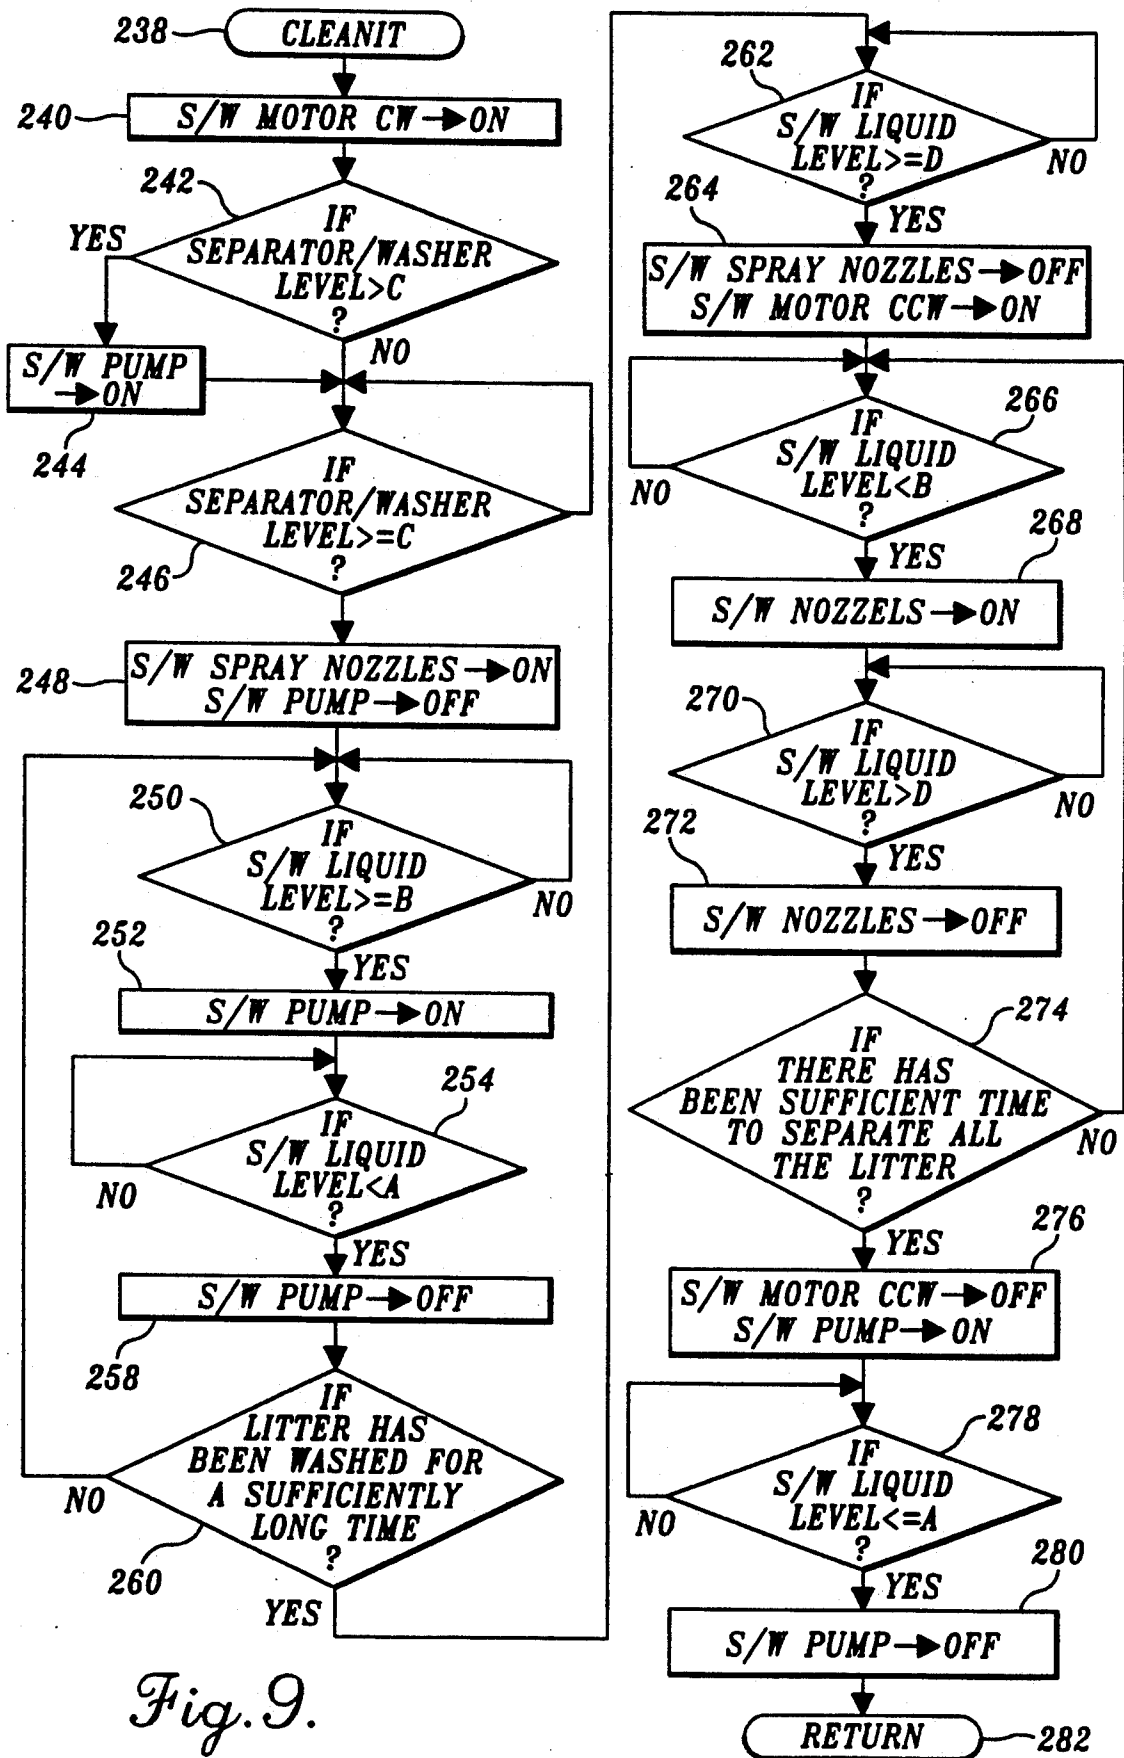 238
CLEANIT
240
S/W MOTOR CW→ON
242
IF
SEPARATOR/WASHER
LEVEL>C
?
YES
NO
S/W PUMP
→ON
244
IF
SEPARATOR/WASHER
LEVEL>=C
?
246
248
S/W SPRAY NOZZLES→ON
S/W PUMP→OFF
250
IF
S/W LIQUID
LEVEL>=B
?
NO
YES
252
S/W PUMP→ON
254
IF
S/W LIQUID
LEVEL<A
?
NO
YES
S/W PUMP→OFF
258
IF
LITTER HAS
BEEN WASHED FOR
A SUFFICIENTLY
LONG TIME
?
NO
260
YES
262
IF
S/W LIQUID
LEVEL>=D
?
NO
YES
264
S/W SPRAY NOZZLES→OFF
S/W MOTOR CCW→ON
266
IF
S/W LIQUID
LEVEL<B
?
NO
YES
268
S/W NOZZELS→ON
270
IF
S/W LIQUID
LEVEL>D
?
NO
YES
272
S/W NOZZLES→OFF
274
IF
THERE HAS
BEEN SUFFICIENT TIME
TO SEPARATE ALL
THE LITTER
?
NO
YES
276
S/W MOTOR CCW→OFF
S/W PUMP→ON
278
IF
S/W LIQUID
LEVEL<=A
?
NO
YES
280
S/W PUMP→OFF
RETURN
282
Fig.9.